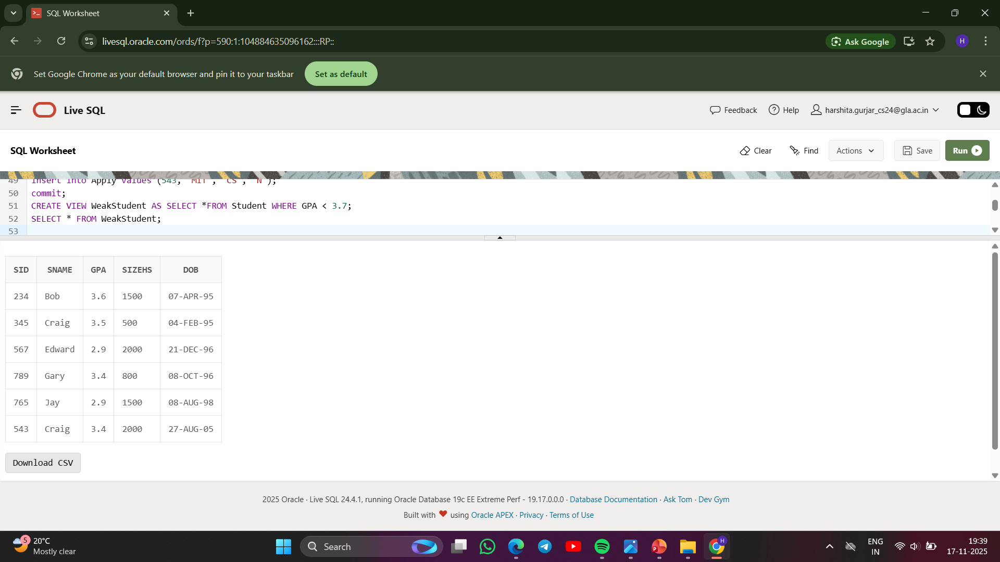 SQL Worksheet
livesql.oracle.com/ords/f?p=590:1:104884635096162:::RP::
Ask Google
H
Set Google Chrome as your default browser and pin it to your taskbar
Set as default
Live SQL
Feedback
Help
harshita.gurjar_cs24@gla.ac.in
SQL Worksheet
Clear
Find
Actions
Save
Run
49 insert into Apply values (543, 'MIT', 'CS', 'N');
50 commit;
51 CREATE VIEW WeakStudent AS SELECT *FROM Student WHERE GPA < 3.7;
52 SELECT * FROM WeakStudent;
53
SID SNAME GPA SIZEHS DOB
234 Bob 3.6 1500 07-APR-95
345 Craig 3.5 500 04-FEB-95
567 Edward 2.9 2000 21-DEC-96
789 Gary 3.4 800 08-OCT-96
765 Jay 2.9 1500 08-AUG-98
543 Craig 3.4 2000 27-AUG-05
Download CSV
2025 Oracle · Live SQL 24.4.1, running Oracle Database 19c EE Extreme Perf - 19.17.0.0.0 · Database Documentation · Ask Tom · Dev Gym
Built with ❤ using Oracle APEX · Privacy · Terms of Use
5
20°C
Mostly clear
Search
P
H
ENG
IN
19:39
17-11-2025